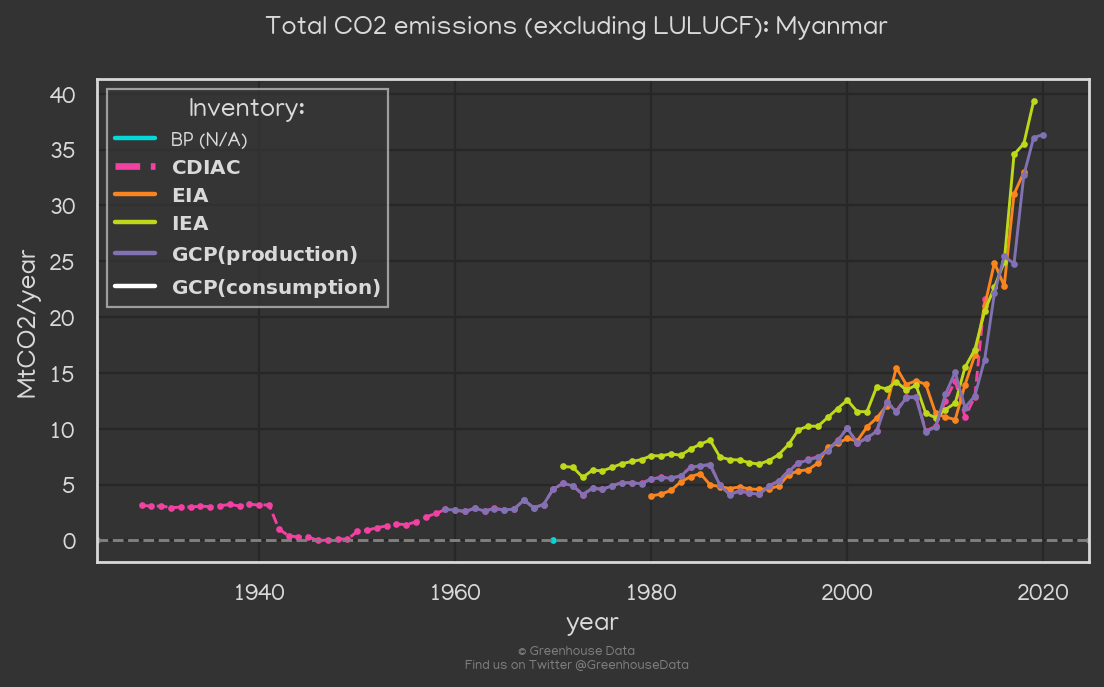 Total CO2 emissions (excluding LULUCF): Myanmar
Inventory:
BP (N/A)
CDIAC
EIA
IEA
GCP(production)
GCP(consumption)
MtCO2/year
40
35
30
25
20
15
10
5
0
1940 1960 1980 2000 2020
year
© Greenhouse Data
Find us on Twitter @GreenhouseData